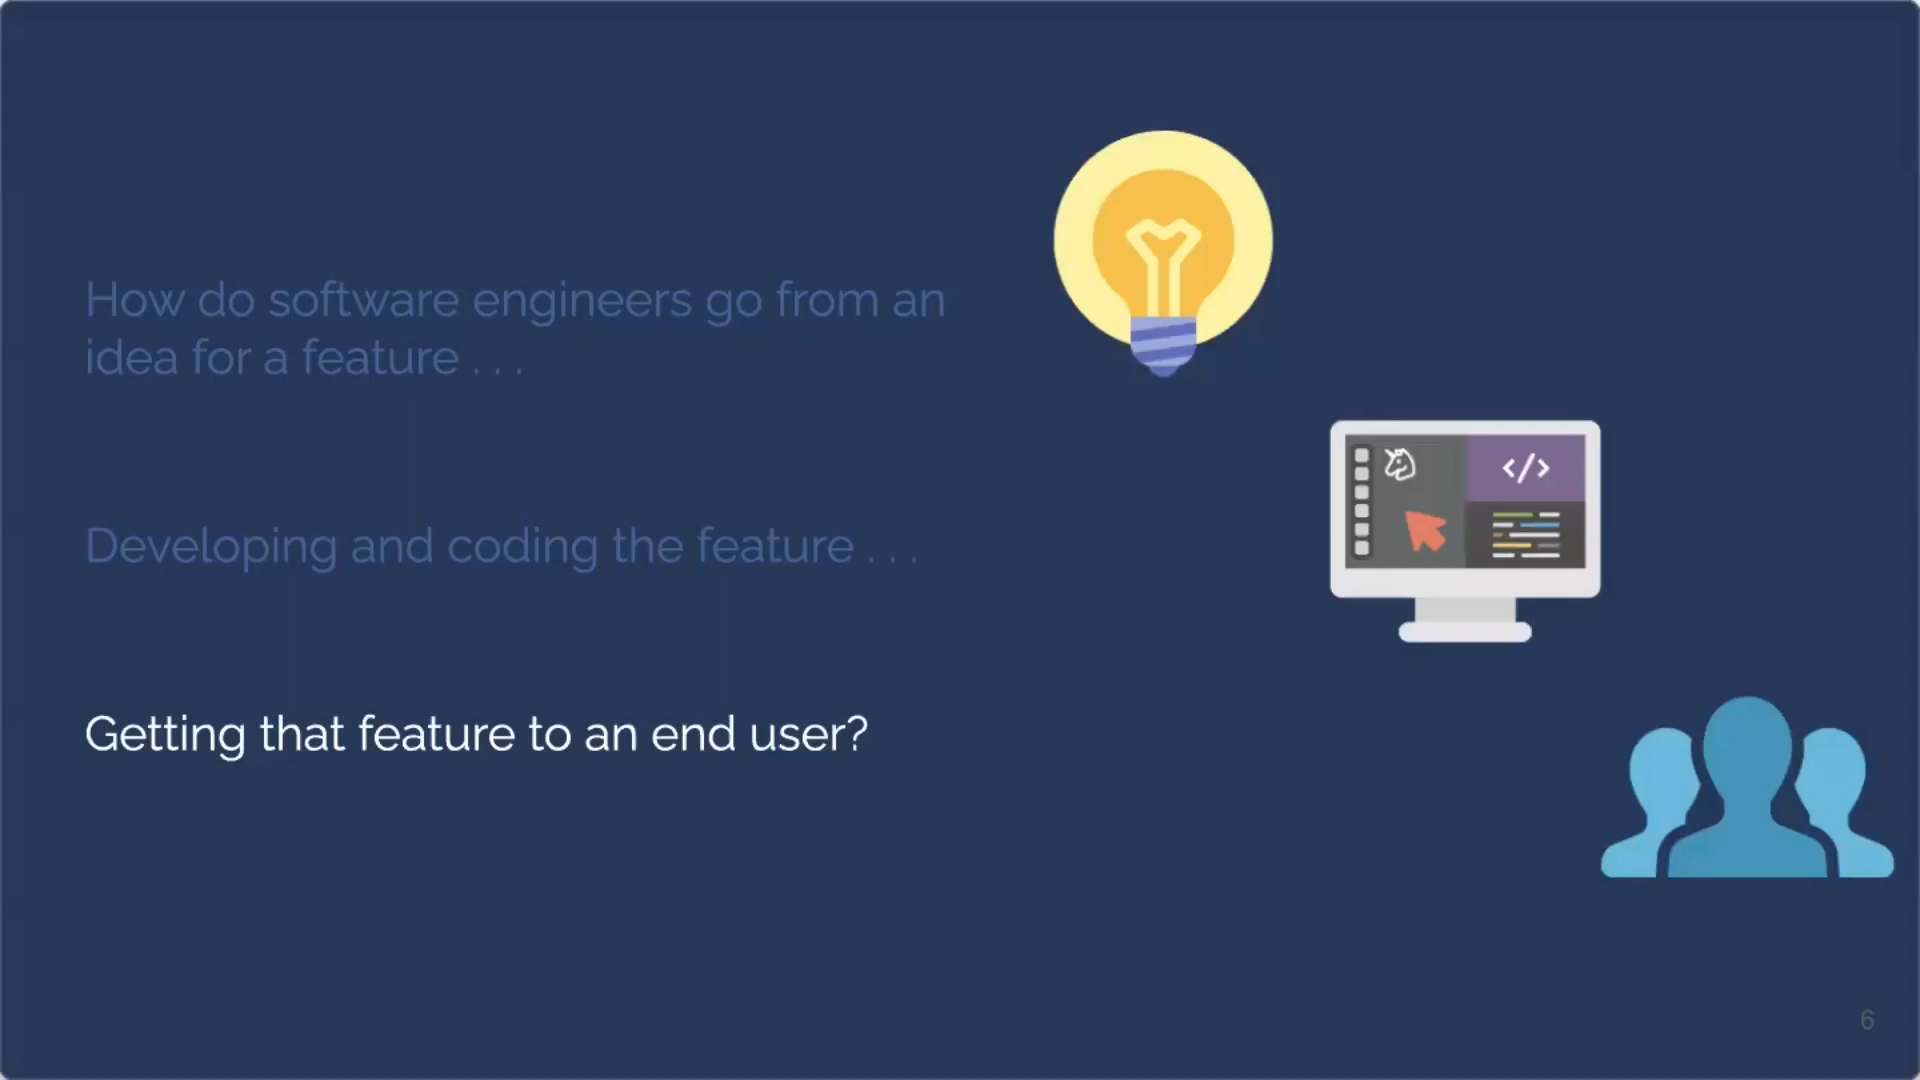 How do software engineers go from an
idea for a feature . . .
</>
Developing and coding the feature . . .
Getting that feature to an end user?
6